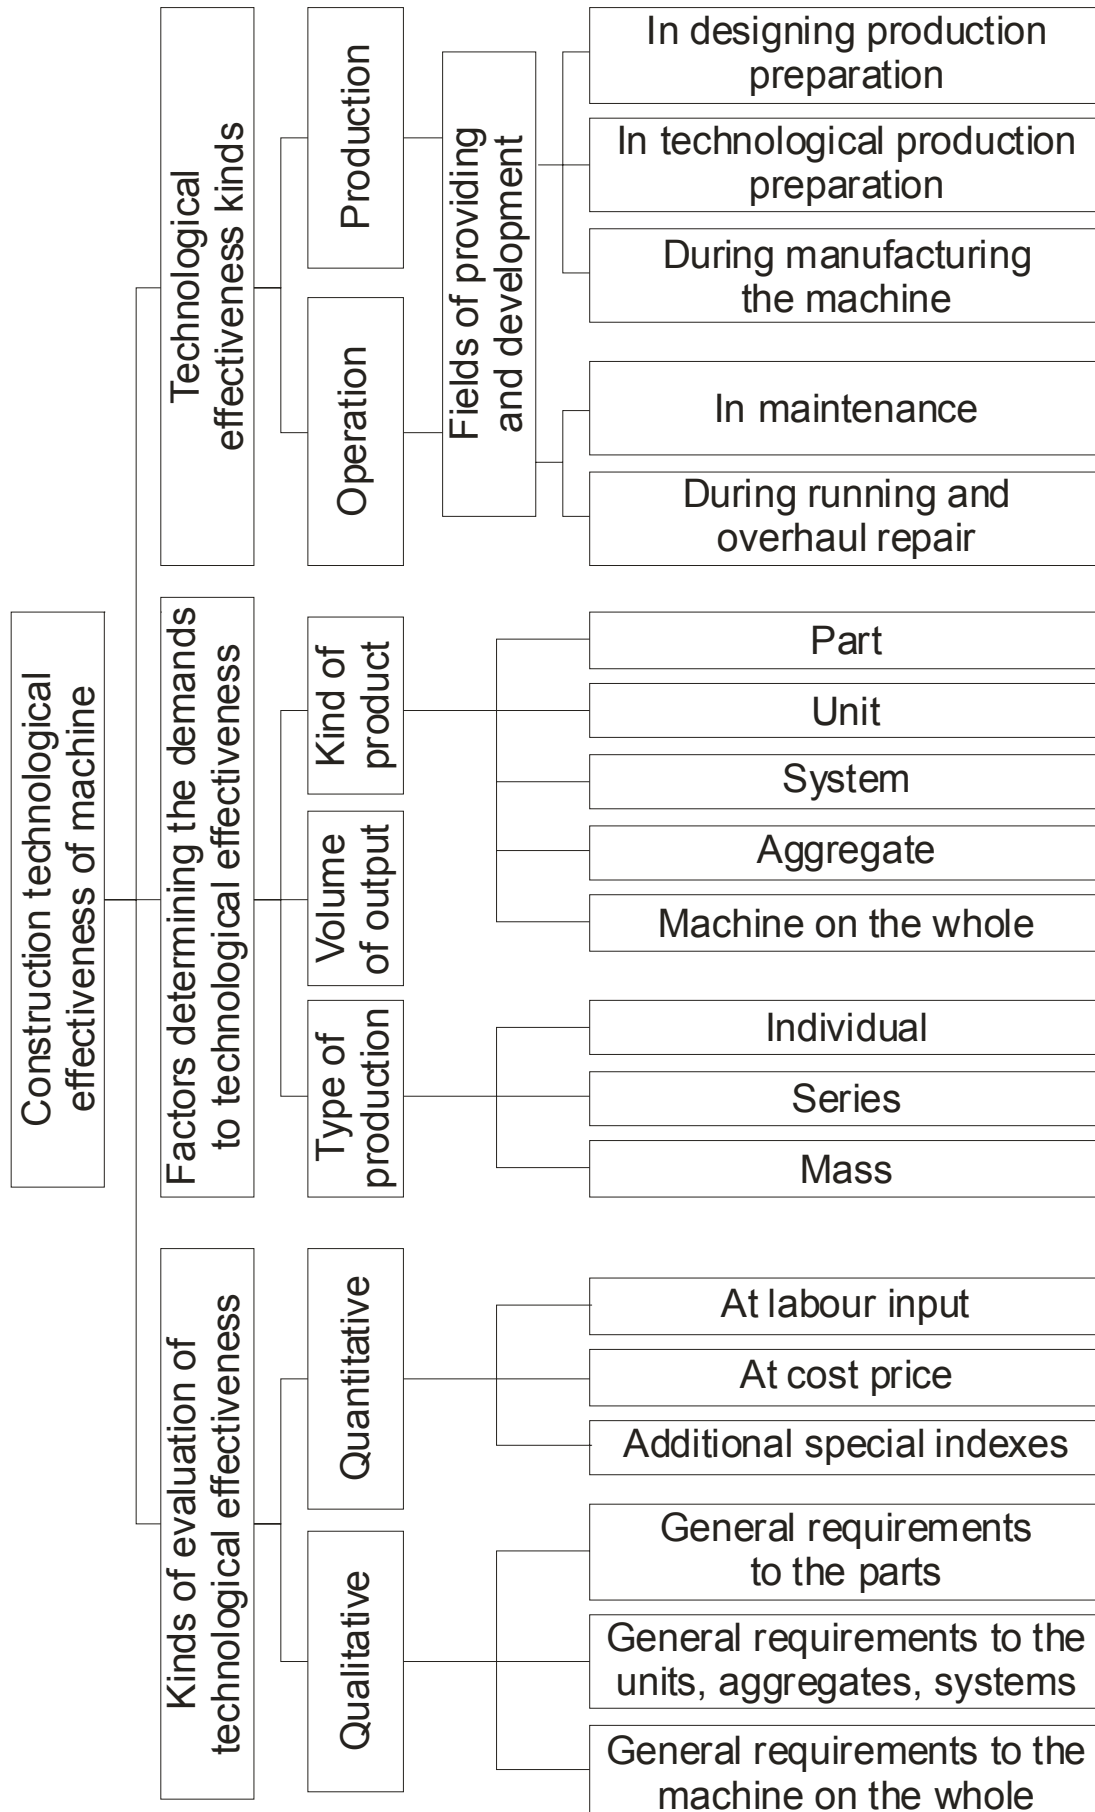 Construction technological
effectiveness of machine
Technological
effectiveness kinds
Production
Operation
Fields of providing
and development
In designing production
preparation
In technological production
preparation
During manufacturing
the machine
In maintenance
During running and
overhaul repair
Factors determining the demands
to technological effectiveness
Kind of
product
Part
Unit
System
Aggregate
Machine on the whole
Volume
of output
Type of
production
Individual
Series
Mass
Kinds of evaluation of
technological effectiveness
Quantitative
At labour input
At cost price
Additional special indexes
Qualitative
General requirements
to the parts
General requirements to the
units, aggregates, systems
General requirements to the
machine on the whole